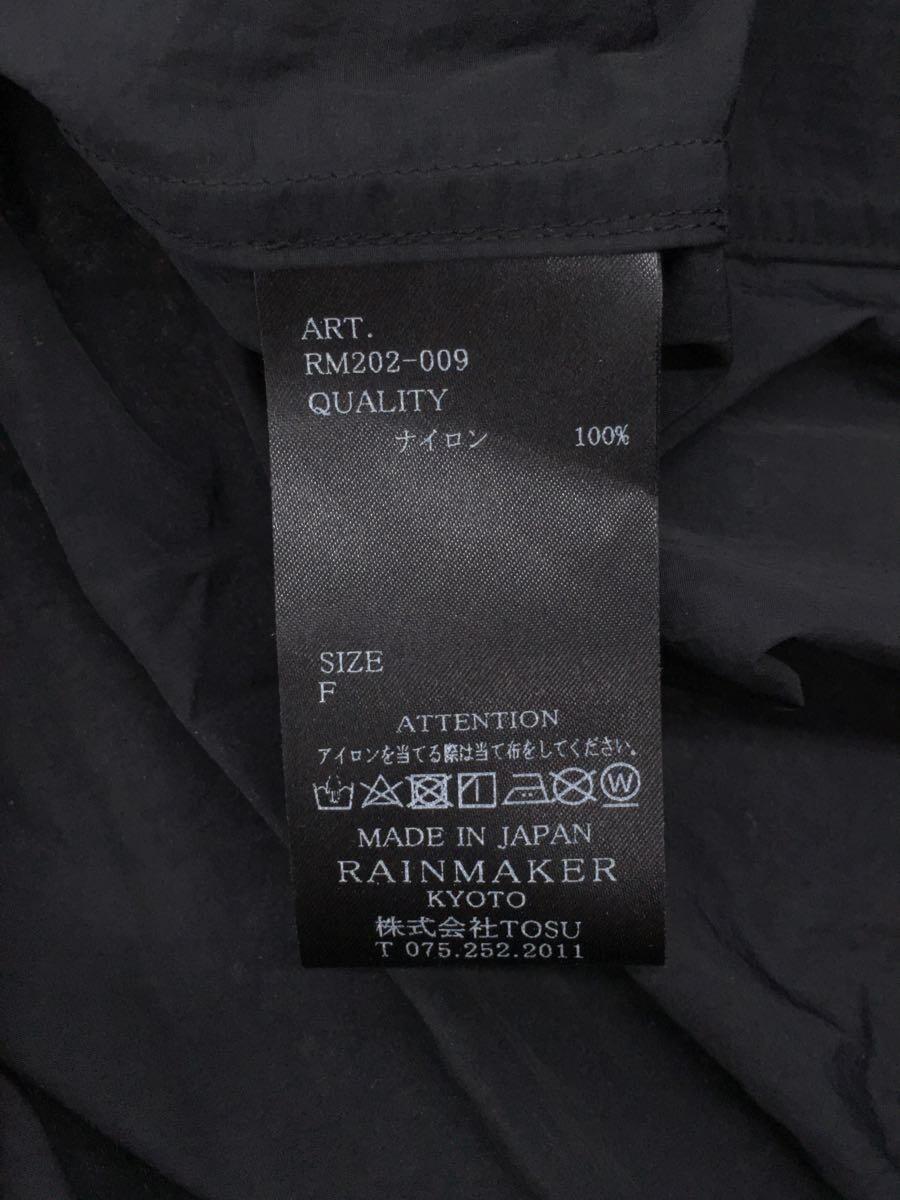 ART.
RM202-009
QUALITY
ナイロン 100%
SIZE
F
ATTENTION
アイロンを当てる際は当て布をしてください。
W
MADE IN JAPAN
RAINMAKER
KYOTO
株式会社TOSU
T 075.252.2011